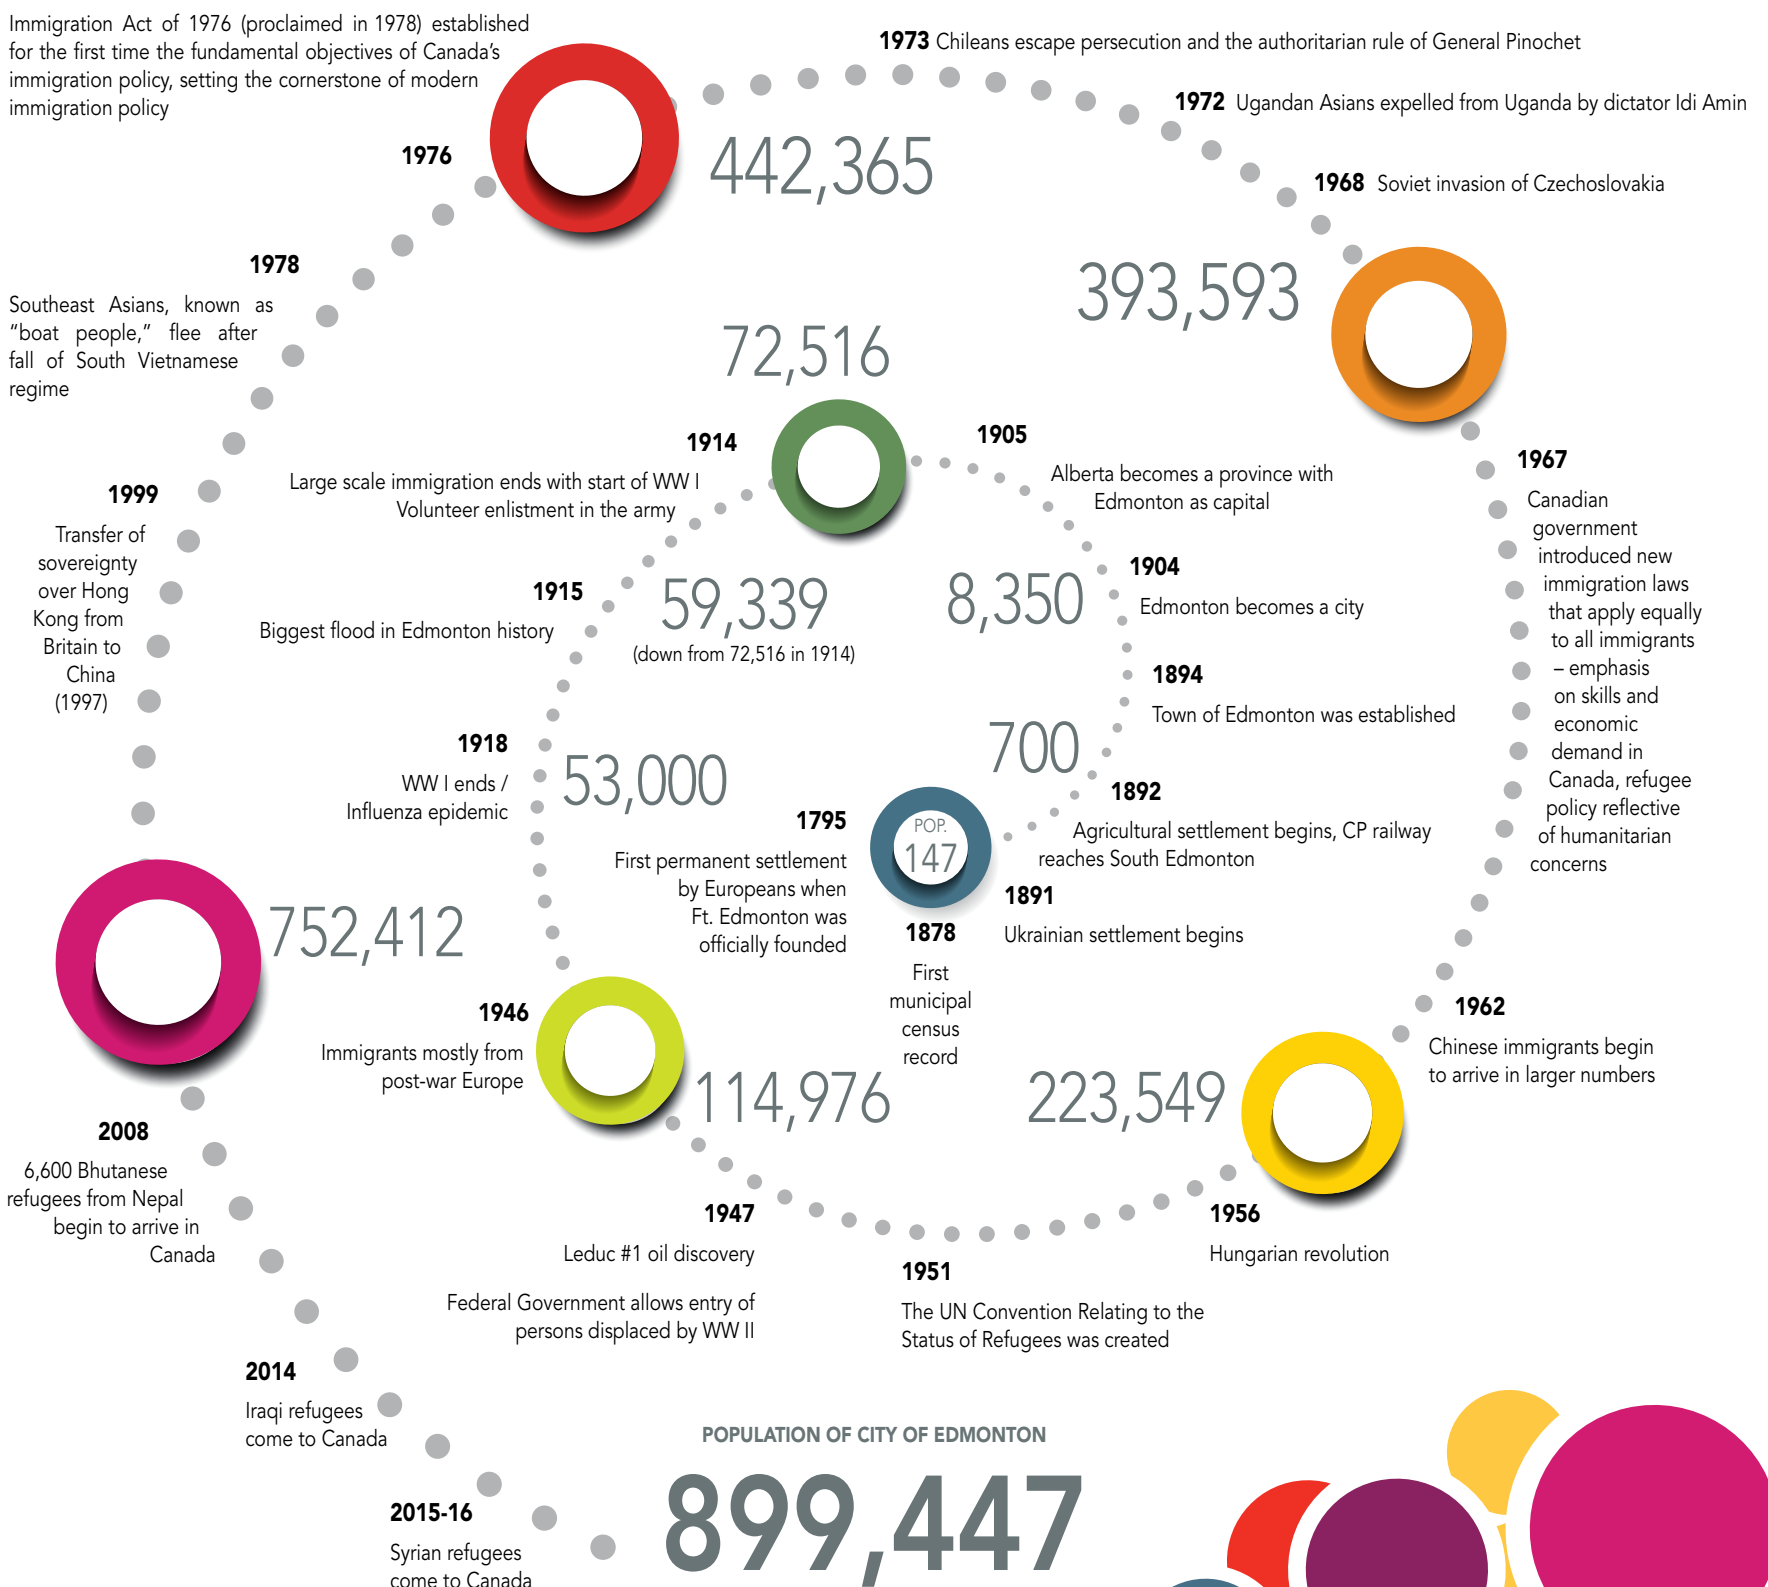 Immigration Act of 1976 (proclaimed in 1978) established
for the first time the fundamental objectives of Canada's
immigration policy, setting the cornerstone of modern
immigration policy
1976
442,365
1973 Chileans escape persecution and the authoritarian rule of General Pinochet
1972 Ugandan Asians expelled from Uganda by dictator Idi Amin
1968 Soviet invasion of Czechoslovakia
393,593
1978
Southeast Asians, known as
"boat people," flee after
fall of South Vietnamese
regime
72,516
1914
Large scale immigration ends with start of WW I
Volunteer enlistment in the army
1905
Alberta becomes a province with
Edmonton as capital
1967
Canadian
government
introduced new
immigration laws
that apply equally
to all immigrants
– emphasis
on skills and
economic
demand in
Canada, refugee
policy reflective
of humanitarian
concerns
1999
Transfer of
sovereignty
over Hong
Kong from
Britain to
China
(1997)
1915
Biggest flood in Edmonton history
59,339
(down from 72,516 in 1914)
8,350
1904
Edmonton becomes a city
1894
Town of Edmonton was established
700
1918
WW I ends /
Influenza epidemic
53,000
1795
First permanent settlement
by Europeans when
Ft. Edmonton was
officially founded
POP.
147
1878
First
municipal
census
record
1892
Agricultural settlement begins, CP railway
reaches South Edmonton
1891
Ukrainian settlement begins
752,412
1946
Immigrants mostly from
post-war Europe
114,976
223,549
1962
Chinese immigrants begin
to arrive in larger numbers
2008
6,600 Bhutanese
refugees from Nepal
begin to arrive in
Canada
1947
Leduc #1 oil discovery
Federal Government allows entry of
persons displaced by WW II
1951
The UN Convention Relating to the
Status of Refugees was created
1956
Hungarian revolution
2014
Iraqi refugees
come to Canada
2015-16
Syrian refugees
come to Canada
POPULATION OF CITY OF EDMONTON
899,447